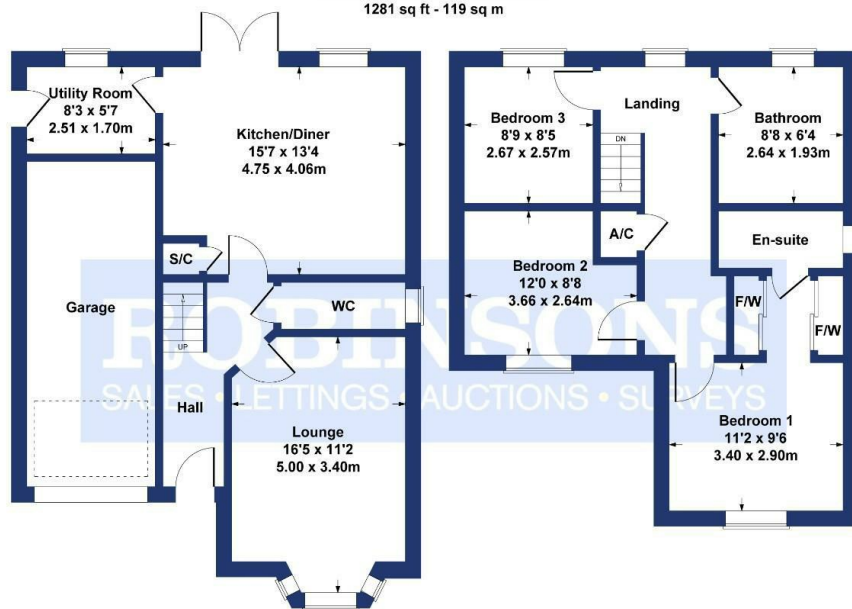 1281 sq ft - 119 sq m
Utility Room
8'3 x 5'7
2.51 x 1.70m
Kitchen/Diner
15'7 x 13'4
4.75 x 4.06m
S/C
WC
Garage
UP
Hall
Lounge
16'5 x 11'2
5.00 x 3.40m
Bedroom 3
8'9 x 8'5
2.67 x 2.57m
Landing
DN
Bathroom
8'8 x 6'4
2.64 x 1.93m
A/C
En-suite
Bedroom 2
12'0 x 8'8
3.66 x 2.64m
F/W
F/W
Bedroom 1
11'2 x 9'6
3.40 x 2.90m
ROBINSONS
SALES • LETTINGS • AUCTIONS • SURVEYS